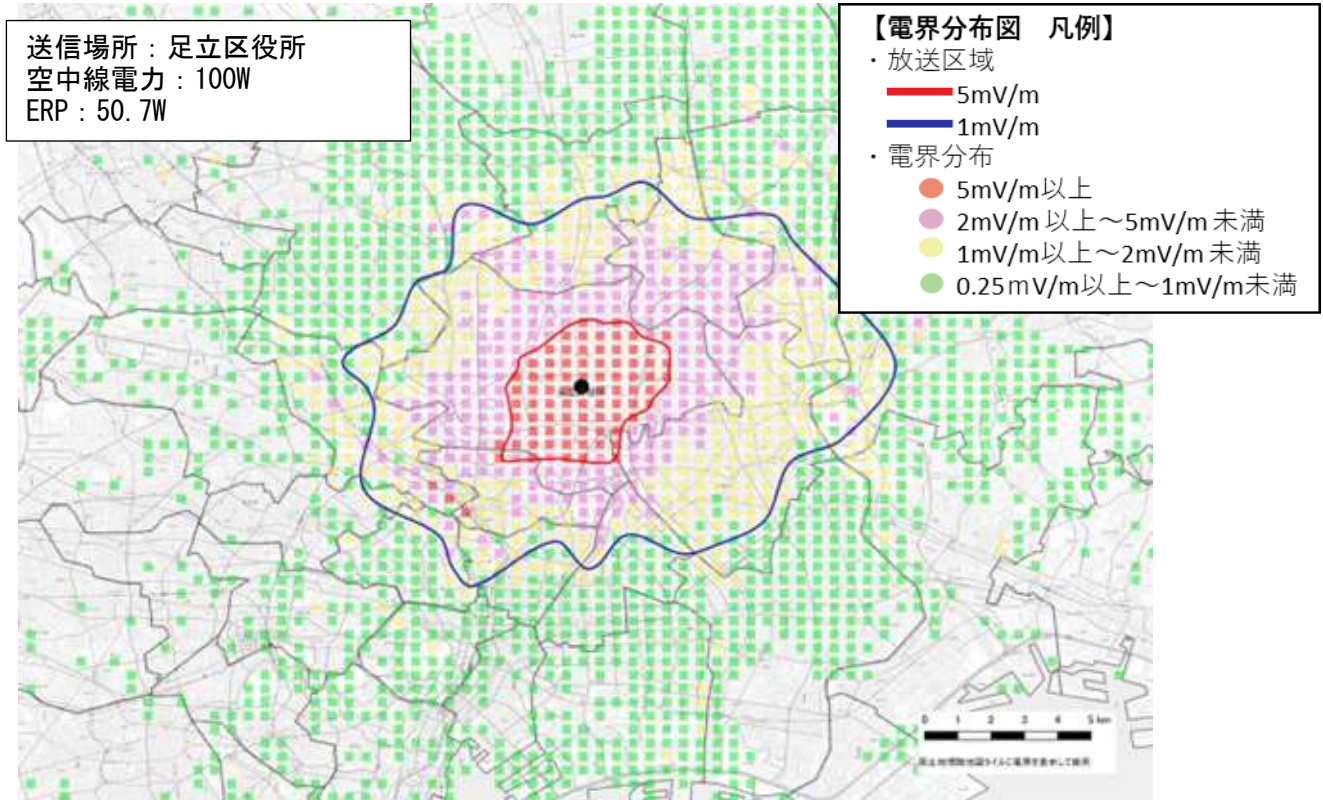 送信場所：足立区役所
空中線電力：100W
ERP：50.7W
【電界分布図　凡例】
・放送区域
5mV/m
1mV/m
・電界分布
5mV/m以上
2mV/m 以上～5mV/m 未満
1mV/m以上～2mV/m 未満
0.25ｍV/m以上～1mV/m未満
0 1 2 3 4 5 km